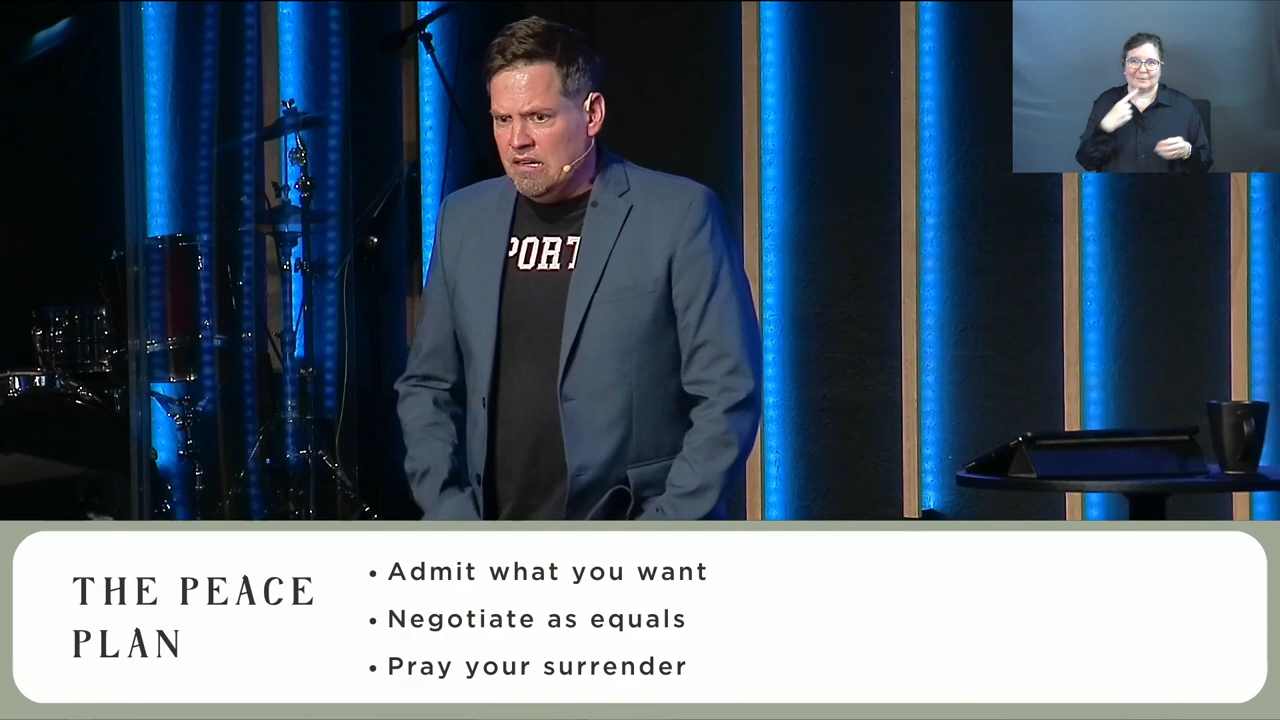 PORT
THE PEACE
PLAN
• Admit what you want
• Negotiate as equals
• Pray your surrender